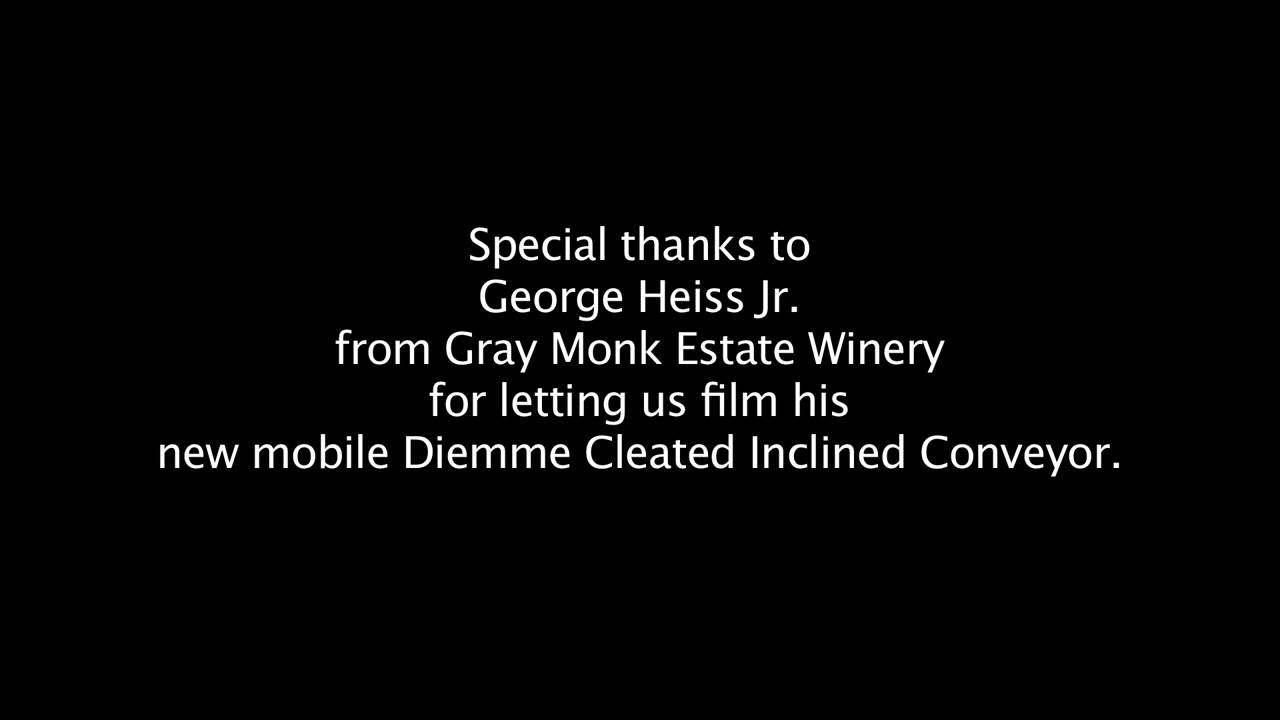 Special thanks to
George Heiss Jr.
from Gray Monk Estate Winery
for letting us film his
new mobile Diemme Cleated Inclined Conveyor.